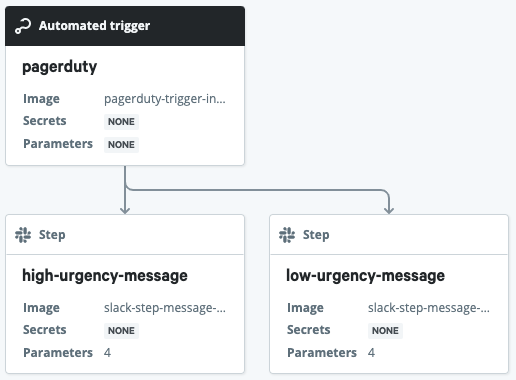 Automated trigger
pagerduty
Image pagerduty-trigger-in...
Secrets NONE
Parameters NONE
Step
high-urgency-message
Image slack-step-message-...
Secrets NONE
Parameters 4
Step
low-urgency-message
Image slack-step-message-...
Secrets NONE
Parameters 4